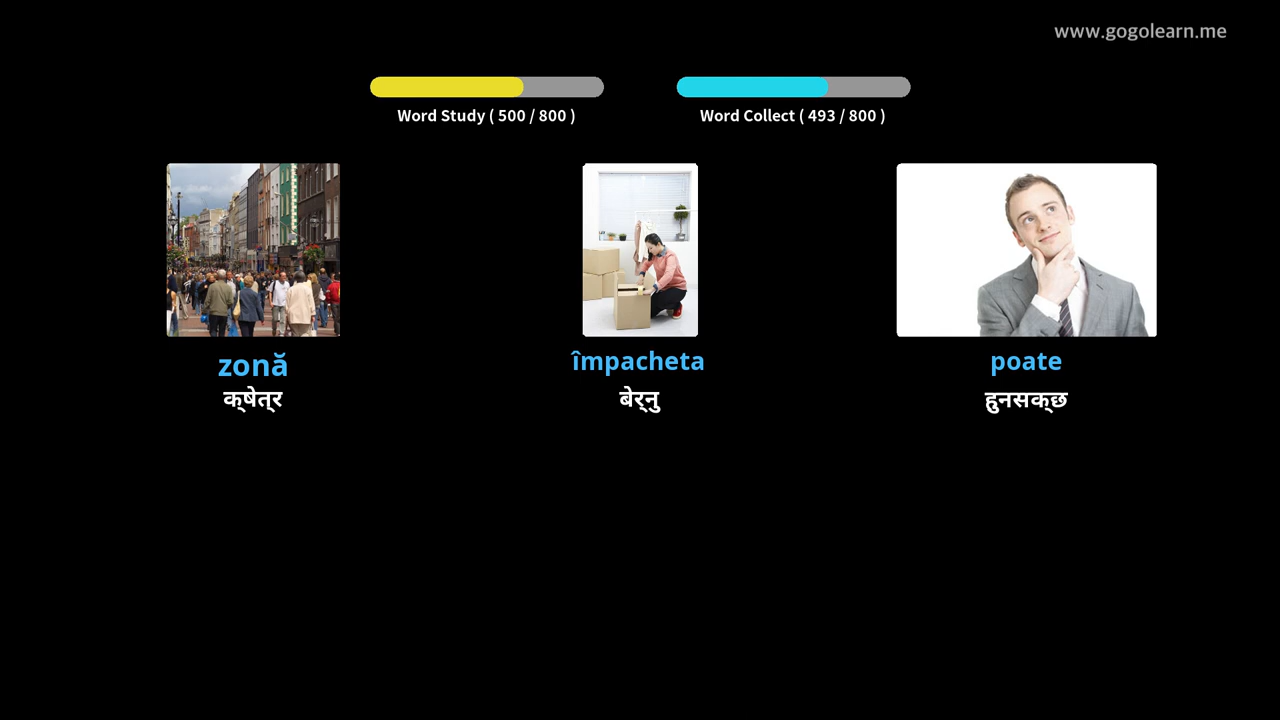 www.gogolearn.me
Word Study ( 500 / 800 )
Word Collect ( 493 / 800 )
zonă
împacheta
poate
क्षेत्र
बेर्नु
हुनसक्छ